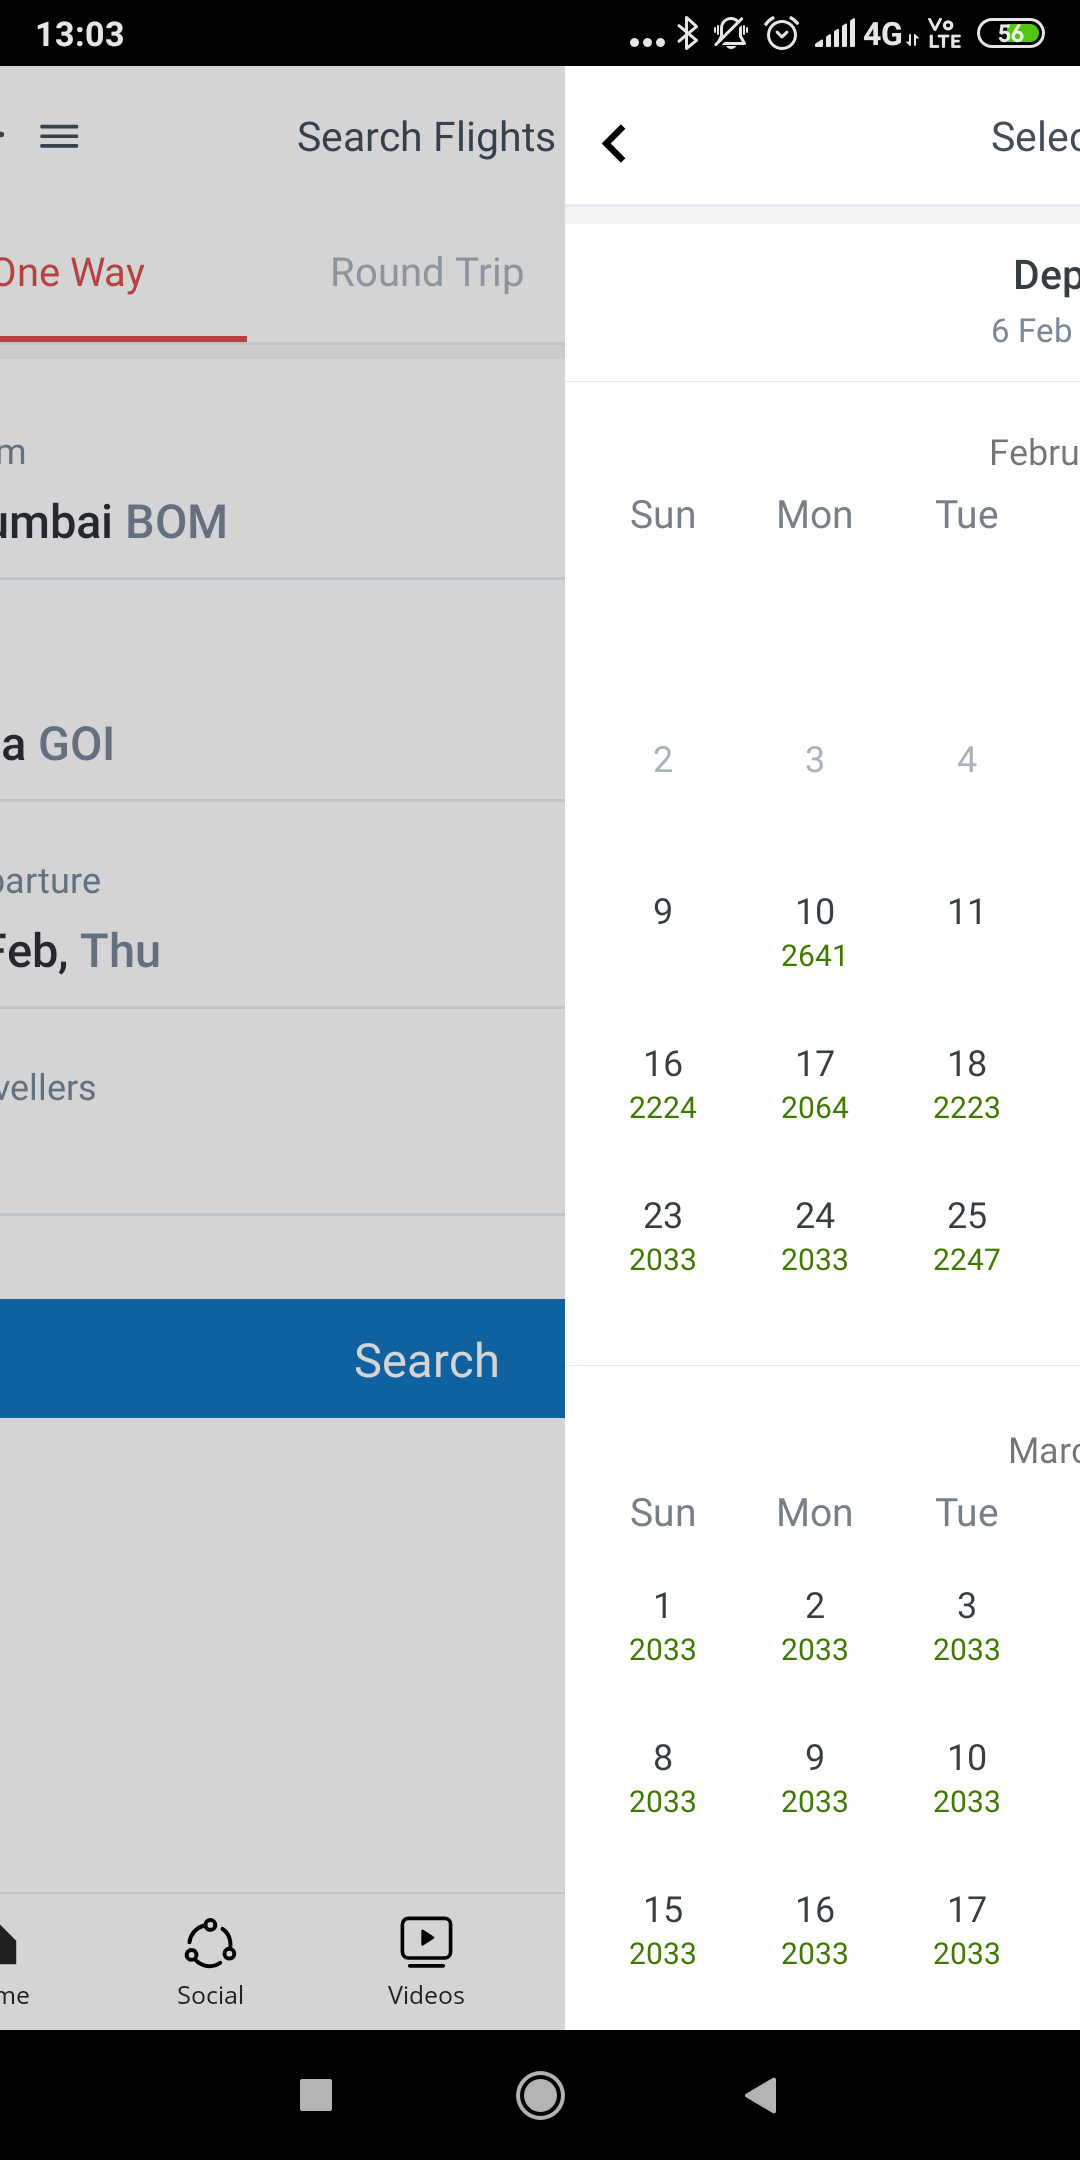 13:03
4G
Vo
LTE
56
Search Flights
One Way
Round Trip
m
umbai BOM
a GOI
parture
Feb, Thu
vellers
Search
me
Social
Videos
Selec
Dep
6 Feb
Febru
Sun Mon Tue
2 3 4
9 10 11
2641
16 17 18
2224 2064 2223
23 24 25
2033 2033 2247
Marc
Sun Mon Tue
1 2 3
2033 2033 2033
8 9 10
2033 2033 2033
15 16 17
2033 2033 2033